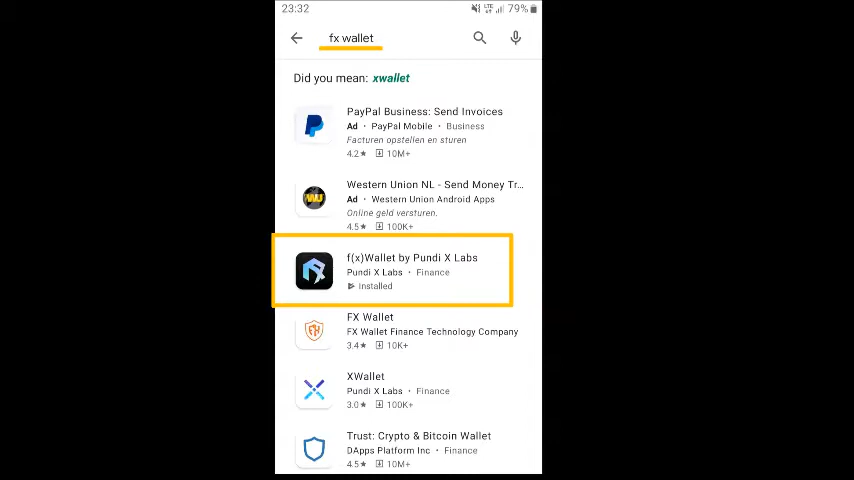 23:32 LTE 79%
fx wallet
Did you mean: xwallet
PayPal Business: Send Invoices
Ad • PayPal Mobile • Business
Facturen opstellen en sturen
4.2★ 10M+
Western Union NL - Send Money Tr...
Ad • Western Union Android Apps
Online geld versturen.
4.5★ 100K+
f(x)Wallet by Pundi X Labs
Pundi X Labs • Finance
Installed
FX Wallet
FX Wallet Finance Technology Company
3.4★ 10K+
XWallet
Pundi X Labs • Finance
3.0★ 100K+
Trust: Crypto & Bitcoin Wallet
DApps Platform Inc • Finance
4.5★ 10M+